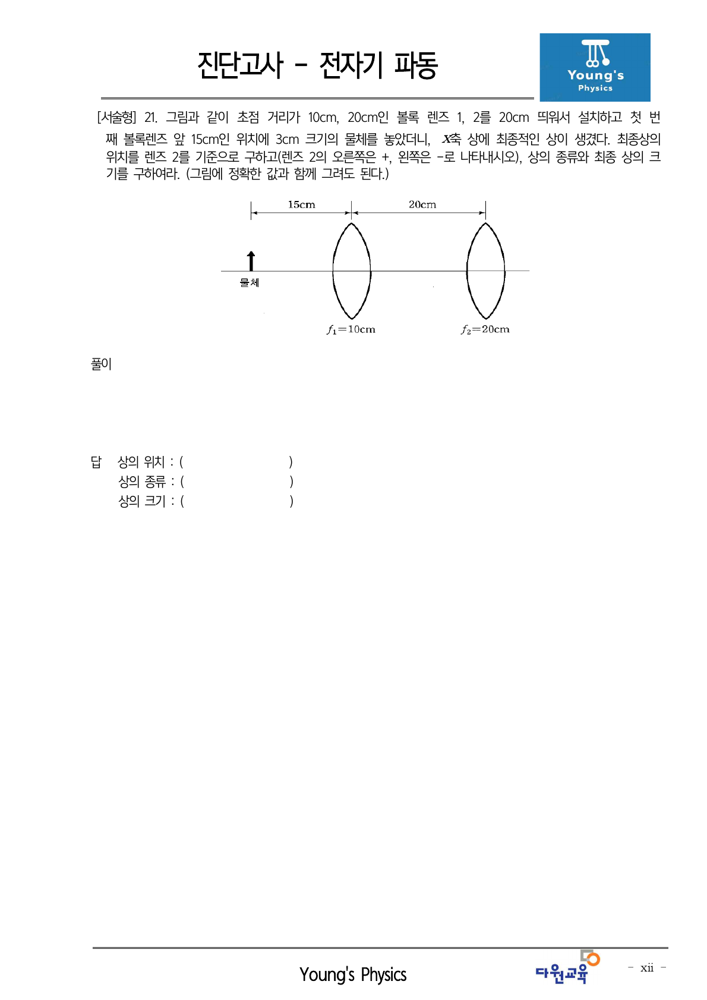 진단고사 - 전자기 파동
Young's
Physics
[서술형] 21. 그림과 같이 초점 거리가 10cm, 20cm인 볼록 렌즈 1, 2를 20cm 띄워서 설치하고 첫 번
째 볼록렌즈 앞 15cm인 위치에 3cm 크기의 물체를 놓았더니, x축 상에 최종적인 상이 생겼다. 최종상의
위치를 렌즈 2를 기준으로 구하고(렌즈 2의 오른쪽은 +, 왼쪽은 -로 나타내시오), 상의 종류와 최종 상의 크
기를 구하여라. (그림에 정확한 값과 함께 그려도 된다.)
15cm 20cm
물체
f₁=10cm f₂=20cm
풀이
답 상의 위치 : ( )
상의 종류 : ( )
상의 크기 : ( )
Young's Physics
다원교육
- xii -